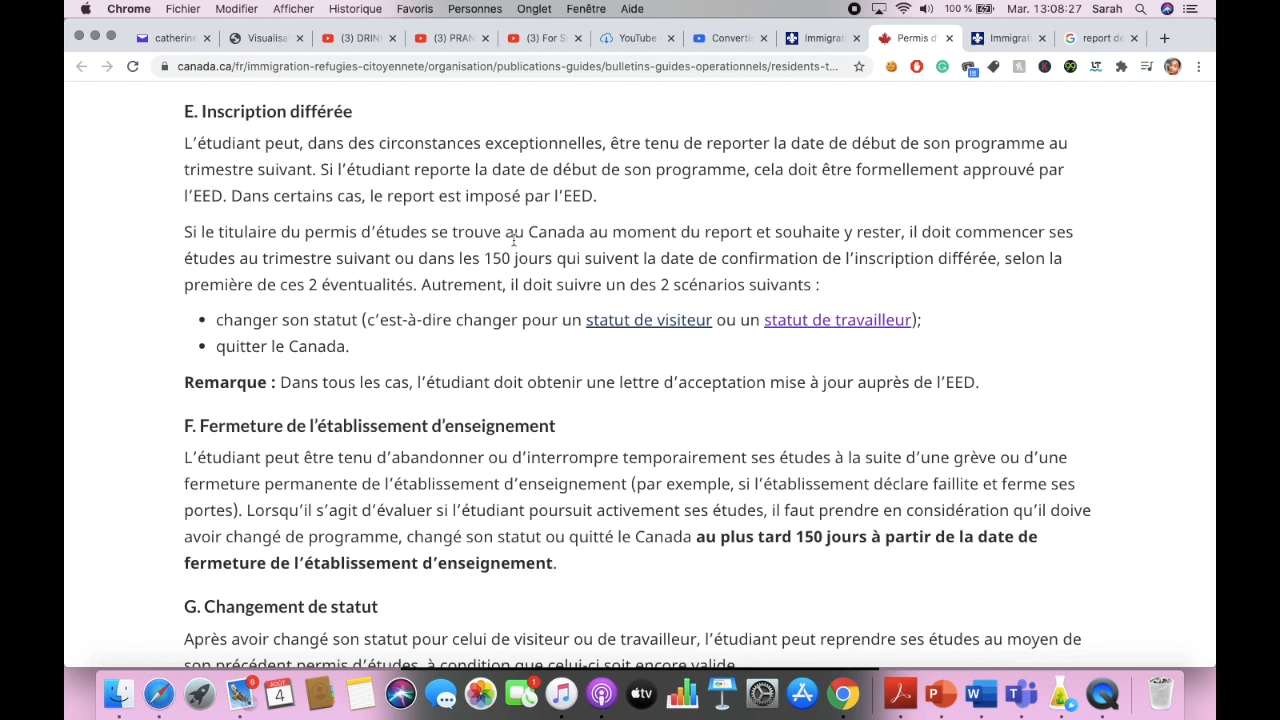 Chrome Fichier Modifier Afficher Historique Favoris Personnes Onglet Fenêtre Aide 100 % Mar. 13:08:27 Sarah
catherine Visualisa (3) DRIN (3) PRAN (3) For S YouTube Converti Immigrat Permis d Immigrati report de
canada.ca/fr/immigration-refugies-citoyennete/organisation/publications-guides/bulletins-guides-operationnels/residents-t...
E. Inscription différée
L’étudiant peut, dans des circonstances exceptionnelles, être tenu de reporter la date de début de son programme au
trimestre suivant. Si l’étudiant reporte la date de début de son programme, cela doit être formellement approuvé par
l’EED. Dans certains cas, le report est imposé par l’EED.
Si le titulaire du permis d’études se trouve au Canada au moment du report et souhaite y rester, il doit commencer ses
études au trimestre suivant ou dans les 150 jours qui suivent la date de confirmation de l’inscription différée, selon la
première de ces 2 éventualités. Autrement, il doit suivre un des 2 scénarios suivants :
• changer son statut (c’est-à-dire changer pour un statut de visiteur ou un statut de travailleur);
• quitter le Canada.
Remarque : Dans tous les cas, l’étudiant doit obtenir une lettre d’acceptation mise à jour auprès de l’EED.
F. Fermeture de l’établissement d’enseignement
L’étudiant peut être tenu d’abandonner ou d’interrompre temporairement ses études à la suite d’une grève ou d’une
fermeture permanente de l’établissement d’enseignement (par exemple, si l’établissement déclare faillite et ferme ses
portes). Lorsqu’il s’agit d’évaluer si l’étudiant poursuit activement ses études, il faut prendre en considération qu’il doive
avoir changé de programme, changé son statut ou quitté le Canada au plus tard 150 jours à partir de la date de
fermeture de l’établissement d’enseignement.
G. Changement de statut
Après avoir changé son statut pour celui de visiteur ou de travailleur, l’étudiant peut reprendre ses études au moyen de
son précédent permis d’études, à condition que celui-ci soit encore valide.
6 AOÛT 4 1 tv